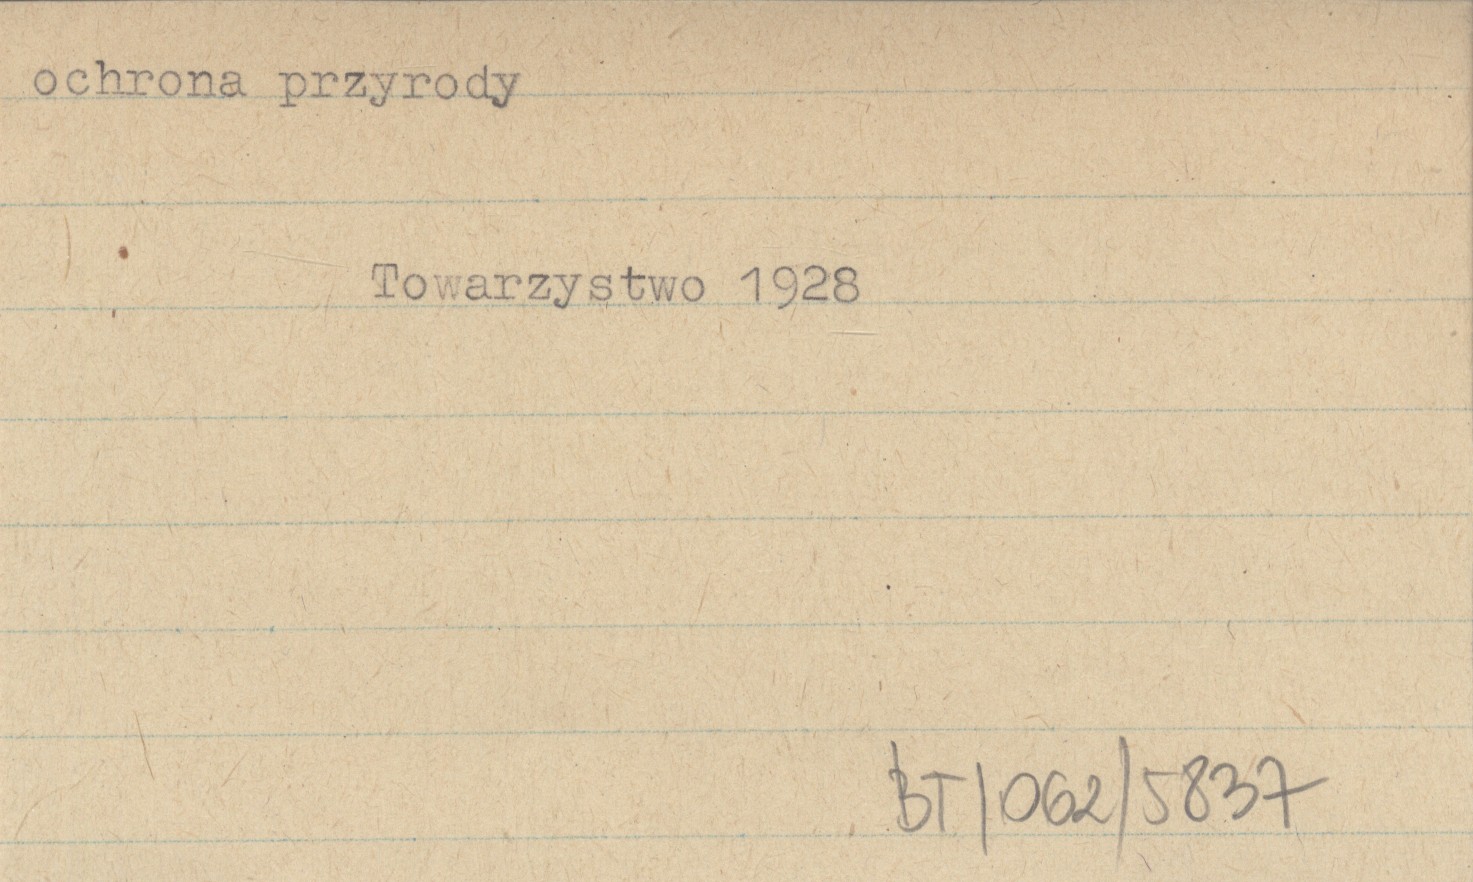 ochrona przyrody
Towarzystwo 1928
BT/062/5837